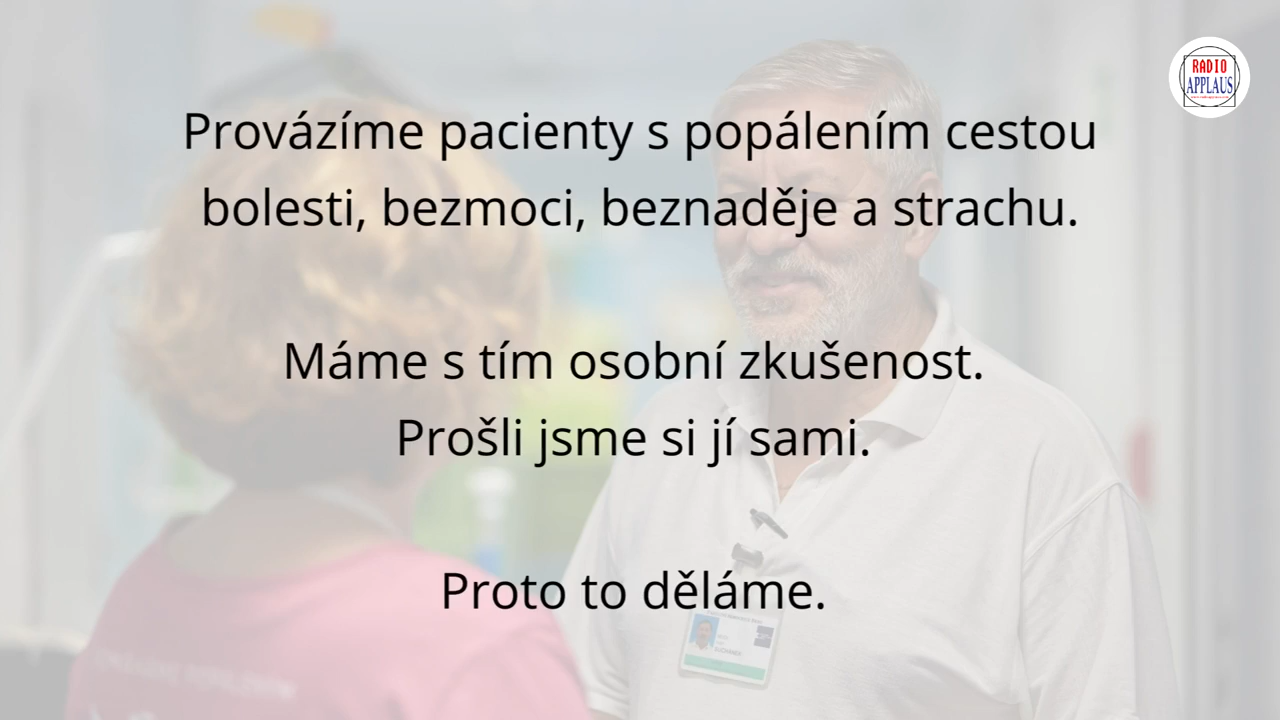 RADIO
APPLAUS
Provázíme pacienty s popálením cestou
bolesti, bezmoci, beznaděje a strachu.
Máme s tím osobní zkušenost.
Prošli jsme si jí sami.
Proto to děláme.